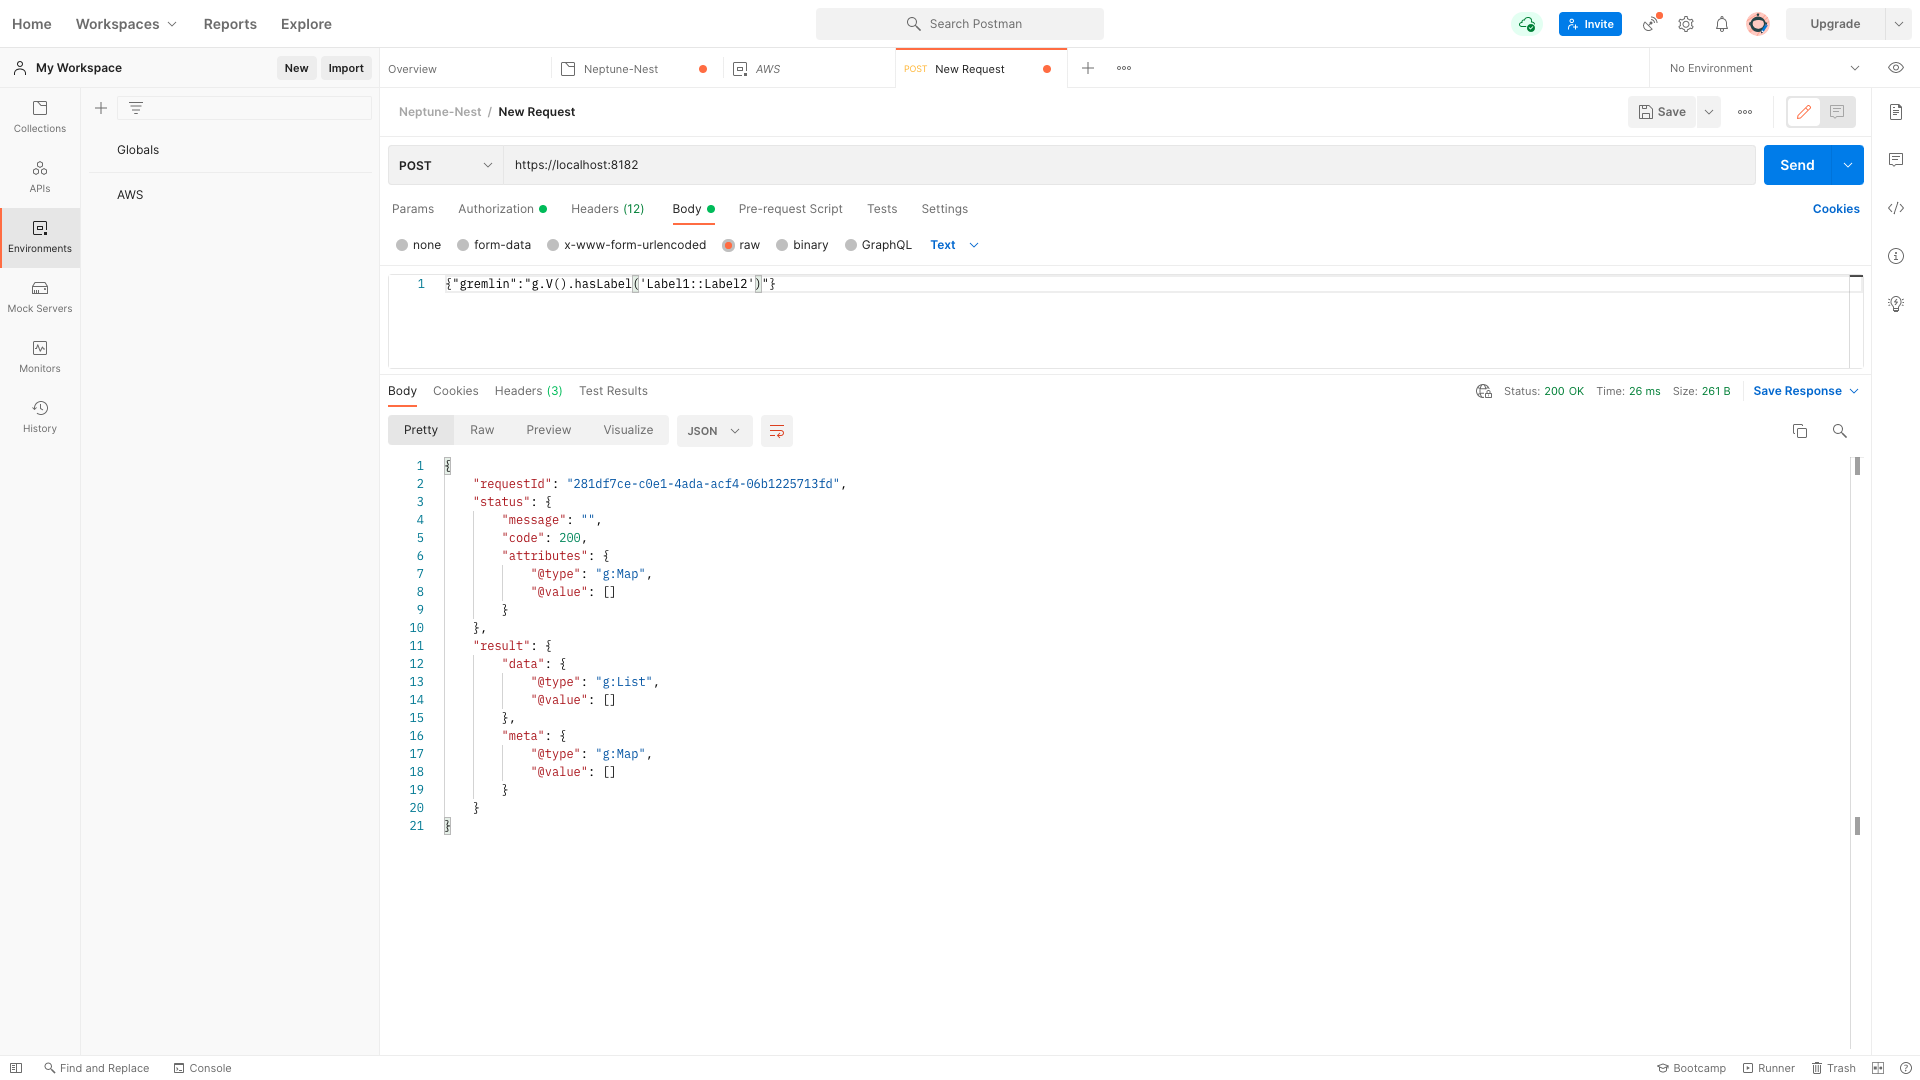 Home Workspaces Reports Explore Search Postman Invite Upgrade
My Workspace New Import Overview Neptune-Nest AWS POST New Request No Environment
Neptune-Nest / New Request Save
Collections
Globals
POST https://localhost:8182 Send
APIs
AWS
Params Authorization Headers (12) Body Pre-request Script Tests Settings Cookies
Environments
none form-data x-www-form-urlencoded raw binary GraphQL Text
1 {"gremlin":"g.V().hasLabel('Label1::Label2')"}
Mock Servers
Monitors
Body Cookies Headers (3) Test Results Status: 200 OK Time: 26 ms Size: 261 B Save Response
History
Pretty Raw Preview Visualize JSON
1 {
2 "requestId": "281df7ce-c0e1-4ada-acf4-06b1225713fd",
3 "status": {
4 "message": "",
5 "code": 200,
6 "attributes": {
7 "@type": "g:Map",
8 "@value": []
9 }
10 },
11 "result": {
12 "data": {
13 "@type": "g:List",
14 "@value": []
15 },
16 "meta": {
17 "@type": "g:Map",
18 "@value": []
19 }
20 }
21 }
Find and Replace Console Bootcamp Runner Trash